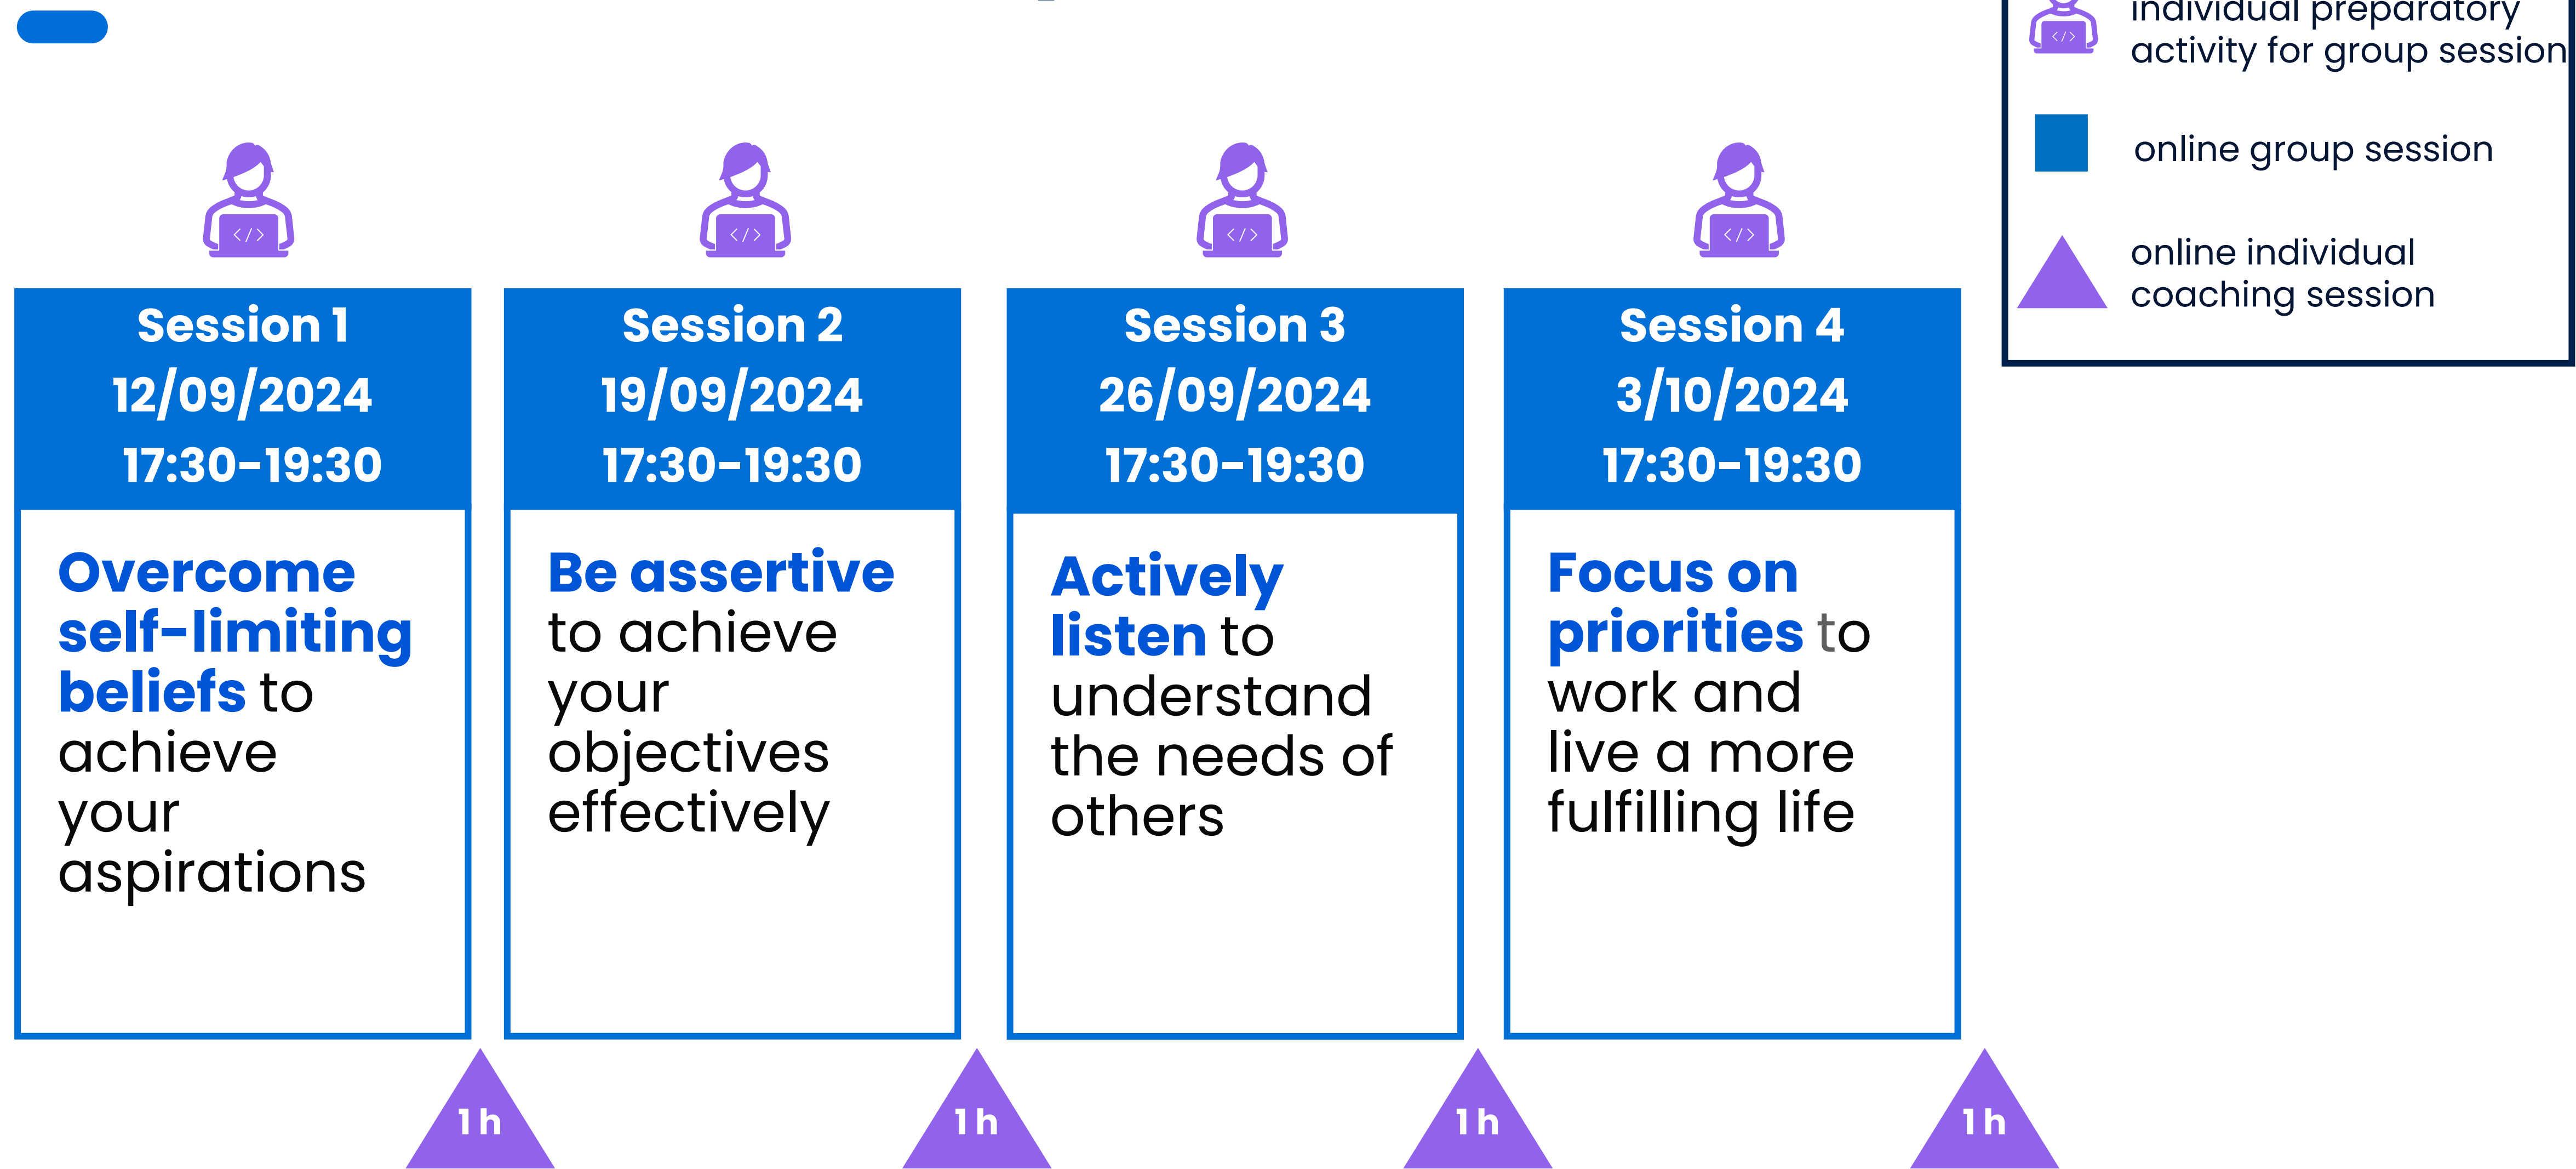 individual preparatory
activity for group session
online group session
online individual
coaching session
</>
</>
</>
</>
</>
Session 1
12/09/2024
17:30-19:30
Overcome
self-limiting
beliefs to
achieve
your
aspirations
Session 2
19/09/2024
17:30-19:30
Be assertive
to achieve
your
objectives
effectively
Session 3
26/09/2024
17:30-19:30
Actively
listen to
understand
the needs of
others
Session 4
3/10/2024
17:30-19:30
Focus on
priorities to
work and
live a more
fulfilling life
1 h
1 h
1 h
1 h